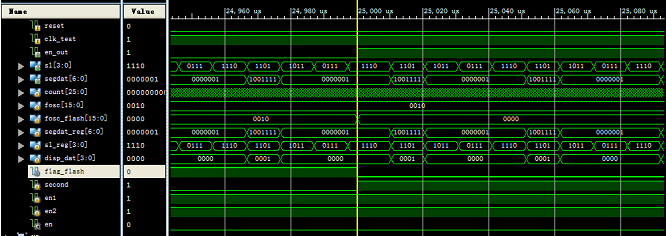 Name Value 24,960 us 24,980 us 25,000 us 25,020 us 25,040 us 25,060 us 25,080 us
reset 0
clk_test 1
en_out 1
sl[3:0] 1110 0111 1110 1101 1011 0111 1110 1101 1011 0111 1110 1101 1011 0111
segdat[6:0] 0000001 0000001 1001111 0000001 1001111 0000001 1001111 0000001
count[25:0] 000000000
fosc[15:0] 0010 0010
fosc_flash[15:0] 0000 0010 0000
segdat_reg[6:0] 0000001 0000001 1001111 0000001 1001111 0000001 1001111 0000001
sl_reg[3:0] 1110 0111 1110 1101 1011 0111 1110 1101 1011 0111 1110 1101 1011 0111
disp_dat[3:0] 0000 0000 0001 0000 0001 0000 0001 0000
flag_flash 0
second 1
en1 1
en2 1
en 0